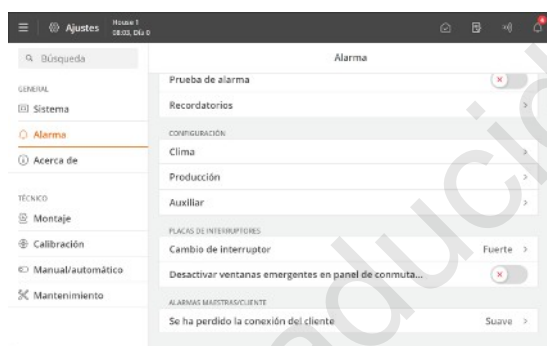 Ajustes
House 1
08:03, Día 0
Búsqueda
Alarma
GENERAL
Sistema
Alarma
Acerca de
TÉCNICO
Montaje
Calibración
Manual/automático
Mantenimiento
Prueba de alarma
Recordatorios
CONFIGURACIÓN
Clima
Producción
Auxiliar
PLACAS DE INTERRUPTORES
Cambio de interruptor Fuerte
Desactivar ventanas emergentes en panel de conmuta...
ALARMAS MAESTRAS/CLIENTE
Se ha perdido la conexión del cliente Suave